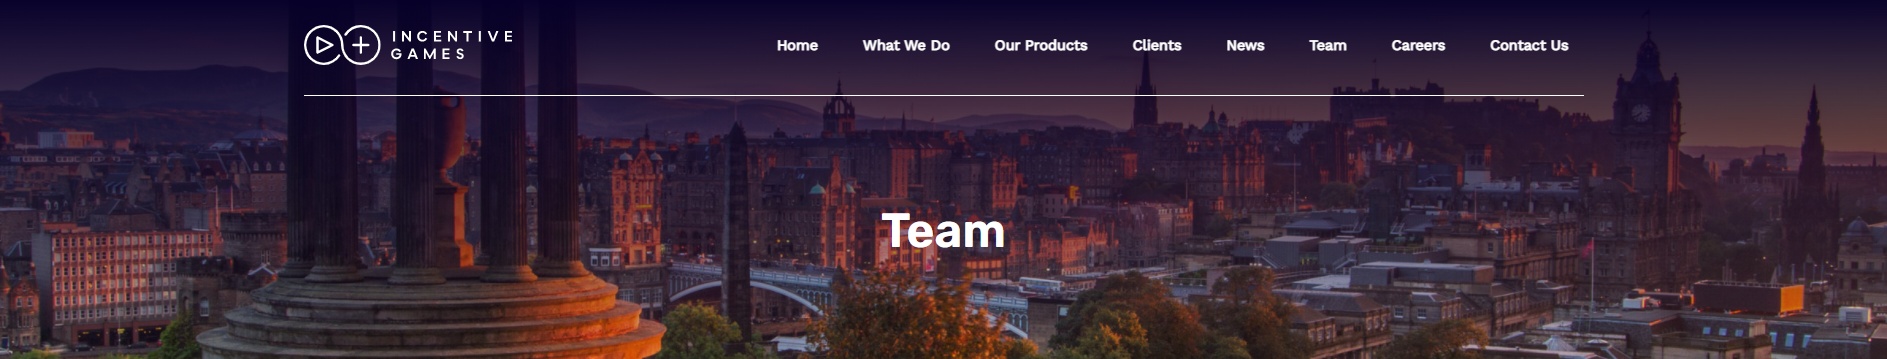 INCENTIVE
GAMES
Home What We Do Our Products Clients News Team Careers Contact Us
Team